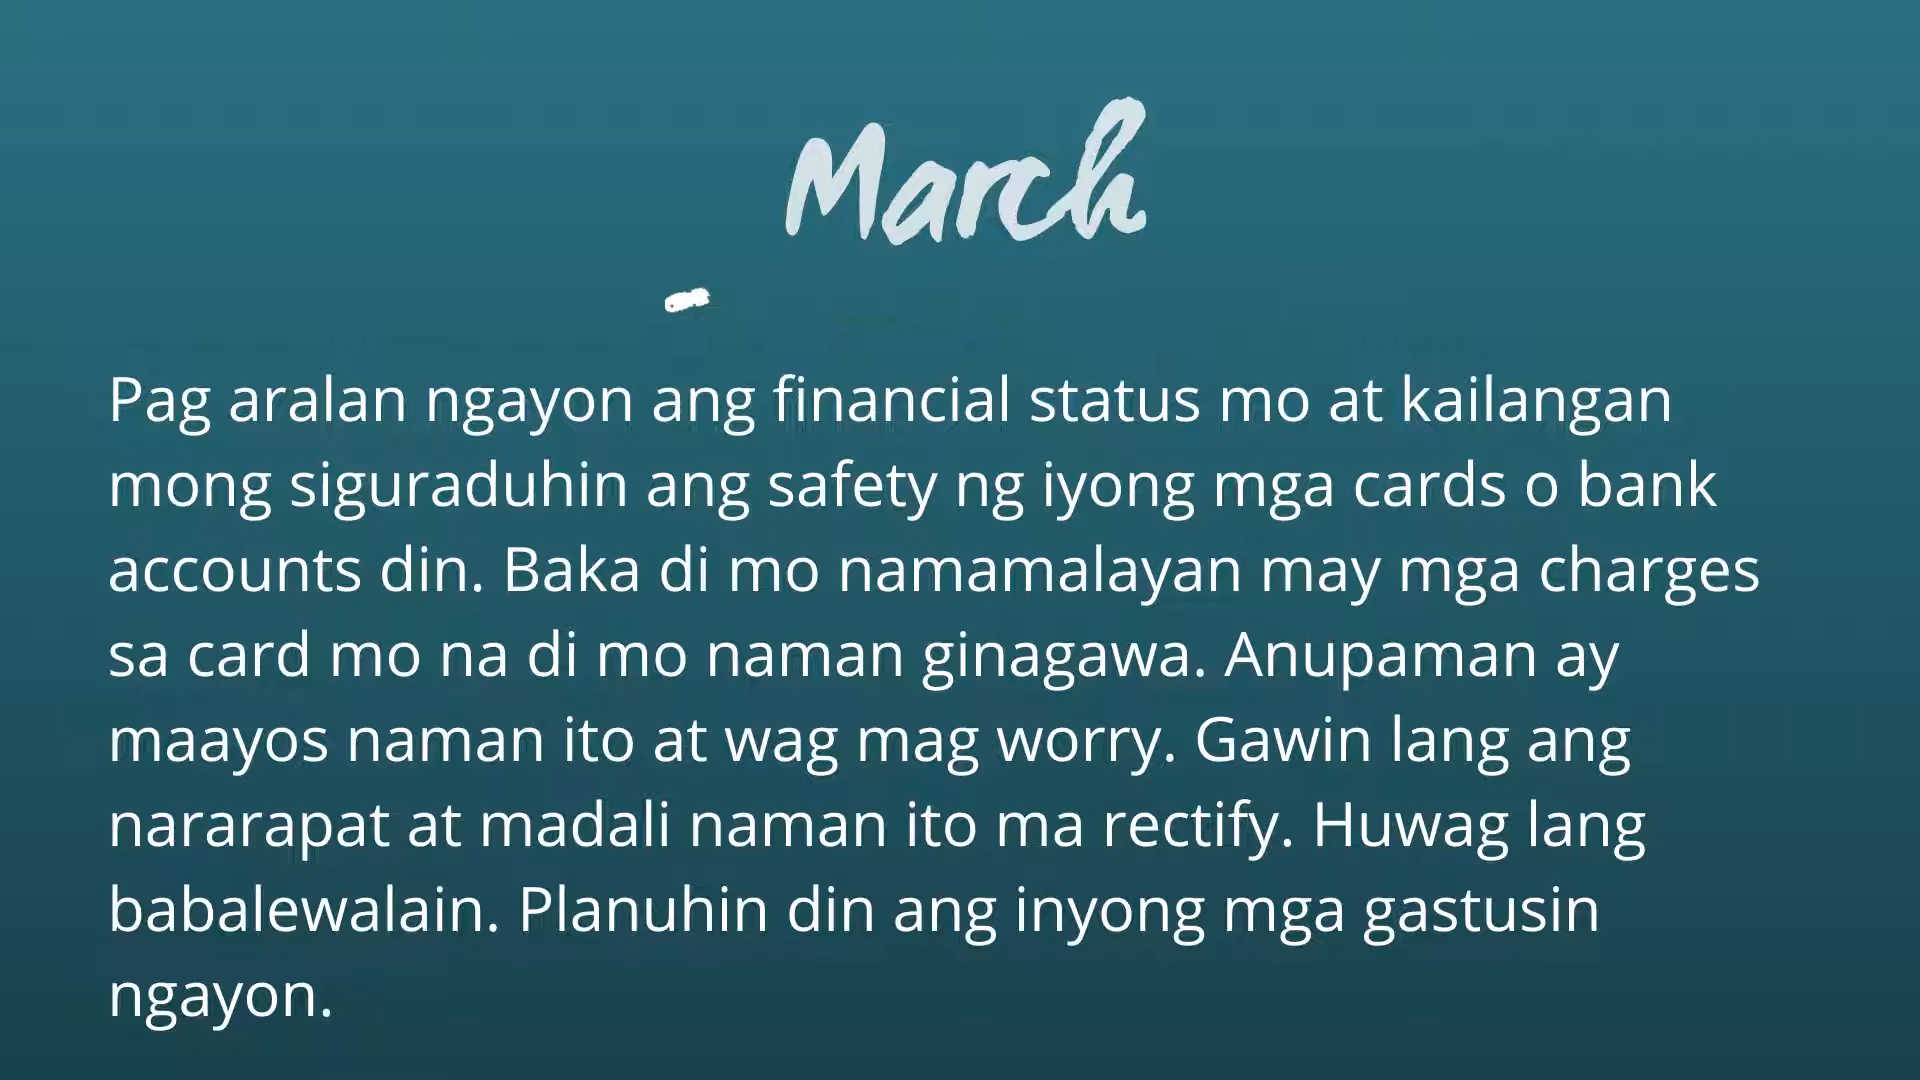 March
Pag aralan ngayon ang financial status mo at kailangan
mong siguraduhin ang safety ng iyong mga cards o bank
accounts din. Baka di mo namamalayan may mga charges
sa card mo na di mo naman ginagawa. Anupaman ay
maayos naman ito at wag mag worry. Gawin lang ang
nararapat at madali naman ito ma rectify. Huwag lang
babalewalain. Planuhin din ang inyong mga gastusin
ngayon.